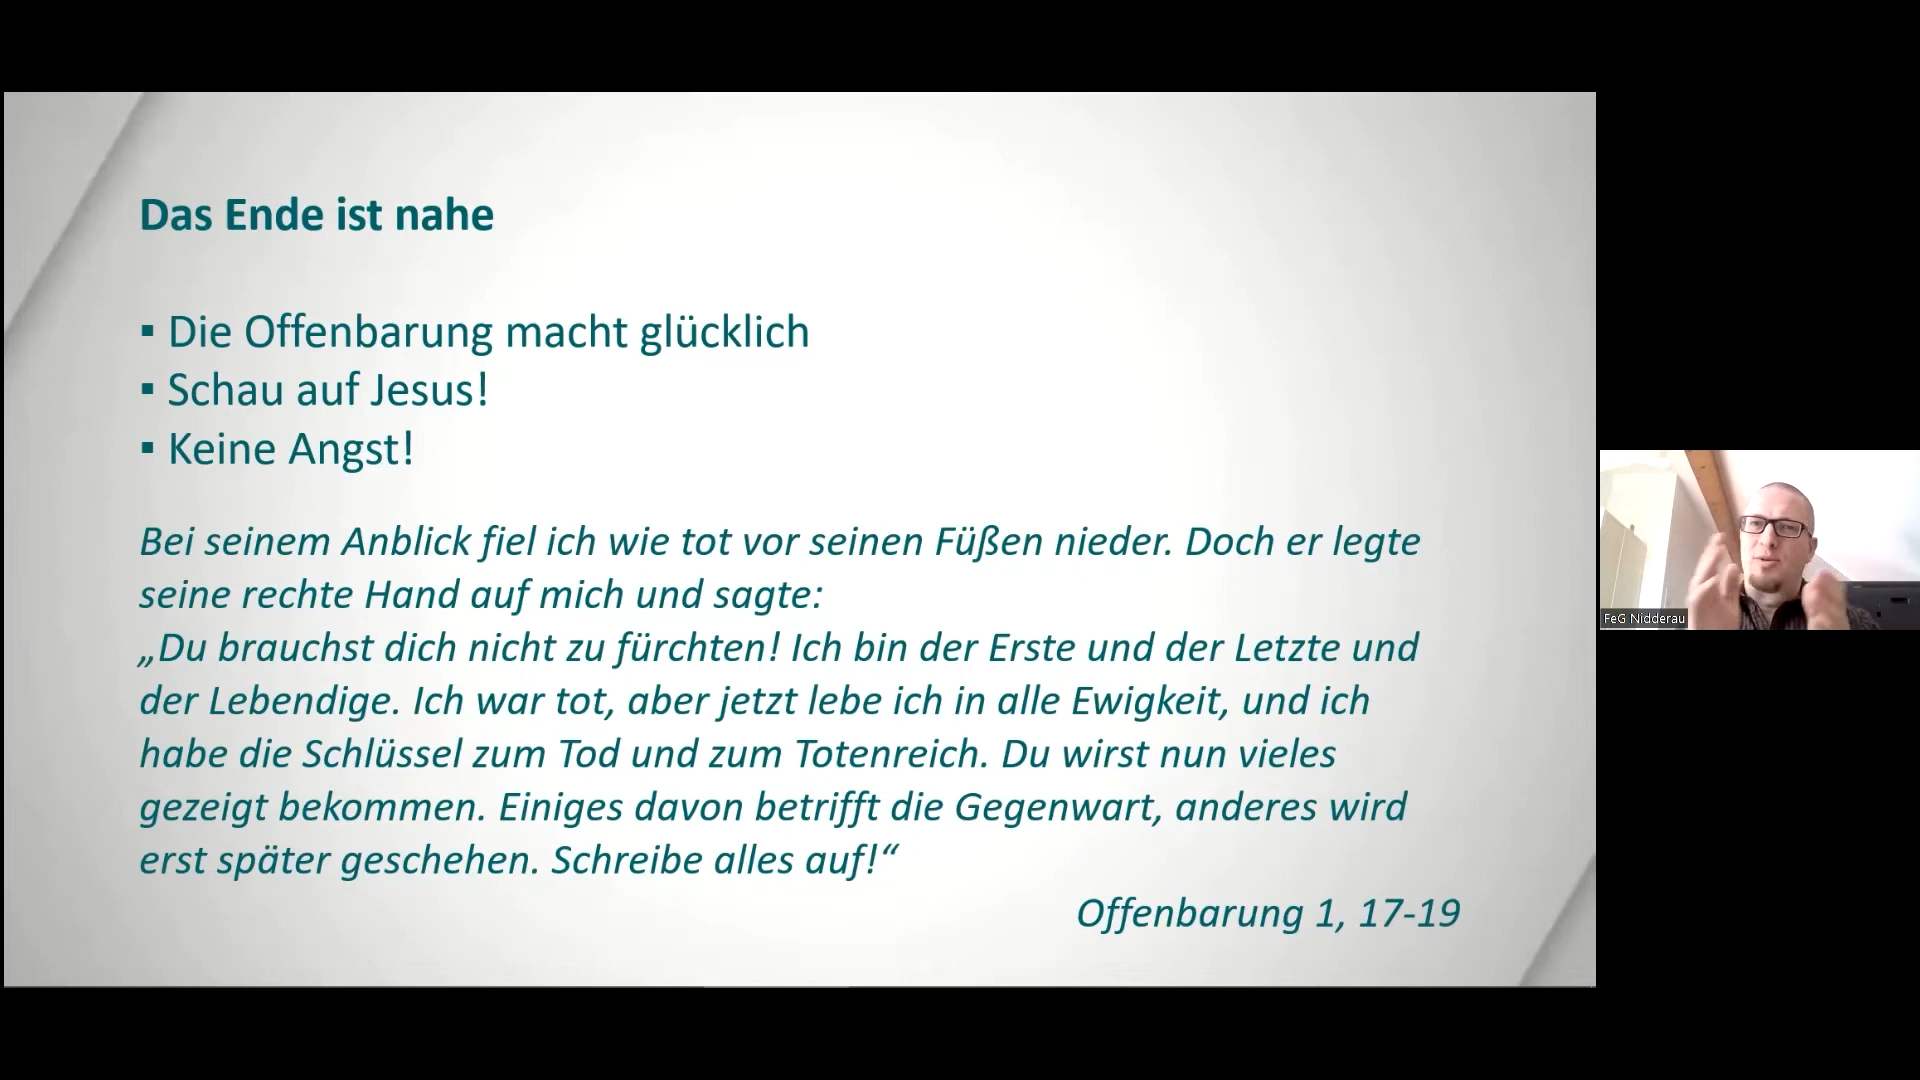 Das Ende ist nahe
▪ Die Offenbarung macht glücklich
▪ Schau auf Jesus!
▪ Keine Angst!
Bei seinem Anblick fiel ich wie tot vor seinen Füßen nieder. Doch er legte
seine rechte Hand auf mich und sagte:
„Du brauchst dich nicht zu fürchten! Ich bin der Erste und der Letzte und
der Lebendige. Ich war tot, aber jetzt lebe ich in alle Ewigkeit, und ich
habe die Schlüssel zum Tod und zum Totenreich. Du wirst nun vieles
gezeigt bekommen. Einiges davon betrifft die Gegenwart, anderes wird
erst später geschehen. Schreibe alles auf!“
Offenbarung 1, 17-19
FeG Nidderau